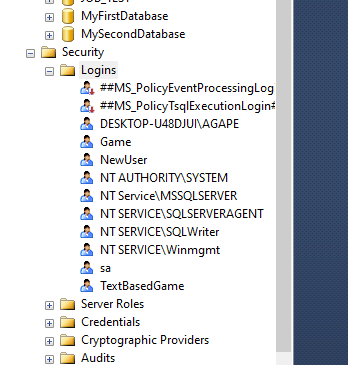 MyFirstDatabase
MySecondDatabase
Security
Logins
##MS_PolicyEventProcessingLog
##MS_PolicyTsqlExecutionLogin#
DESKTOP-U48DJUI\AGAPE
Game
NewUser
NT AUTHORITY\SYSTEM
NT Service\MSSQLSERVER
NT SERVICE\SQLSERVERAGENT
NT SERVICE\SQLWriter
NT SERVICE\Winmgmt
sa
TextBasedGame
Server Roles
Credentials
Cryptographic Providers
Audits